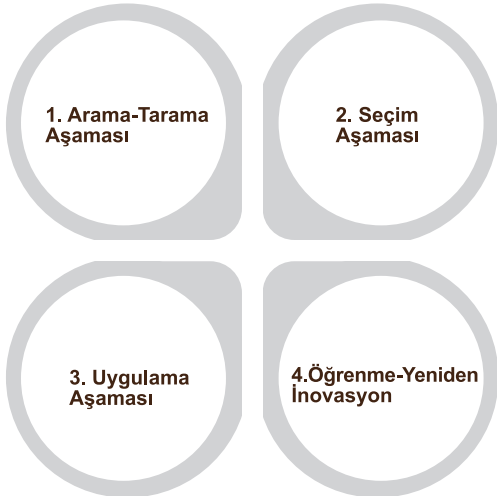 1. Arama-Tarama
Aşaması
2. Seçim
Aşaması
3. Uygulama
Aşaması
4.Öğrenme-Yeniden
İnovasyon